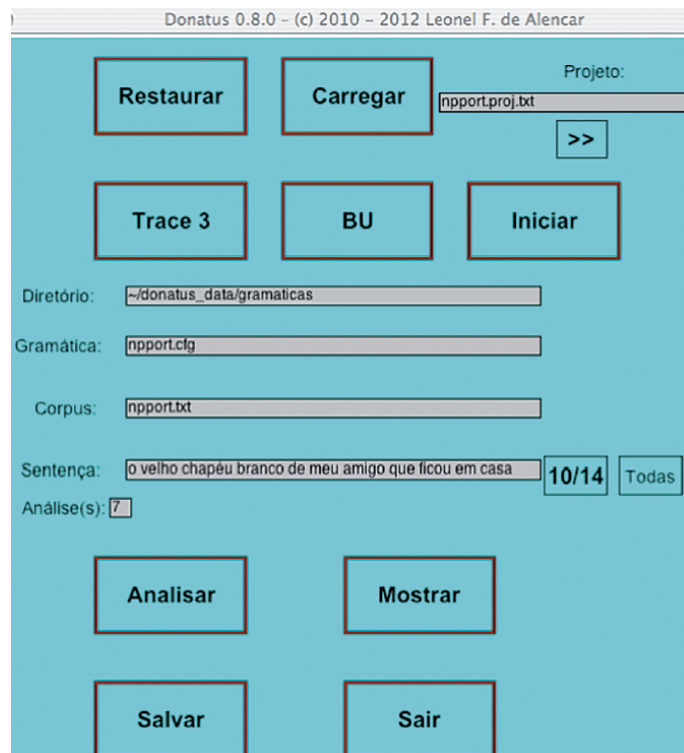 Donatus 0.8.0 – (c) 2010 – 2012 Leonel F. de Alencar
Projeto:
Restaurar Carregar npport.proj.txt
>>
Trace 3 BU Iniciar
Diretório: ~/donatus_data/gramaticas
Gramática: npport.cfg
Corpus: npport.txt
Sentença: o velho chapéu branco de meu amigo que ficou em casa 10/14 Todas
Análise(s): 7
Analisar Mostrar
Salvar Sair